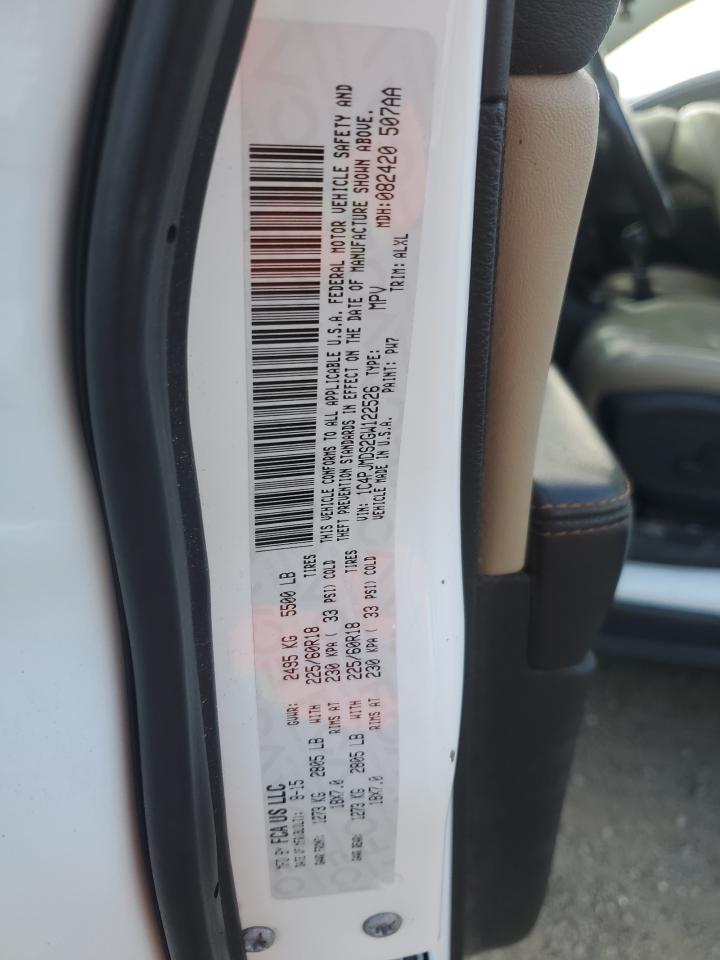 MFD BY FCA US LLC
DATE OF MFR(BUILT): 8-15 GVWR: 2495 KG 5500 LB
GAWR FRONT: 1273 KG 2805 LB WITH 225/60R18 TIRES
18X7.0 RIMS AT 230 KPA ( 33 PSI) COLD
GAWR REAR: 1273 KG 2805 LB WITH 225/60R18 TIRES
18X7.0 RIMS AT 230 KPA ( 33 PSI) COLD
THIS VEHICLE CONFORMS TO ALL APPLICABLE U.S.A. FEDERAL MOTOR VEHICLE SAFETY AND
THEFT PREVENTION STANDARDS IN EFFECT ON THE DATE OF MANUFACTURE SHOWN ABOVE.
VIN: 1C4PJMDS2GW122526 TYPE: MPV MDH:082420 507AA
VEHICLE MADE IN U.S.A. PAINT: PW7 TRIM: ALXL